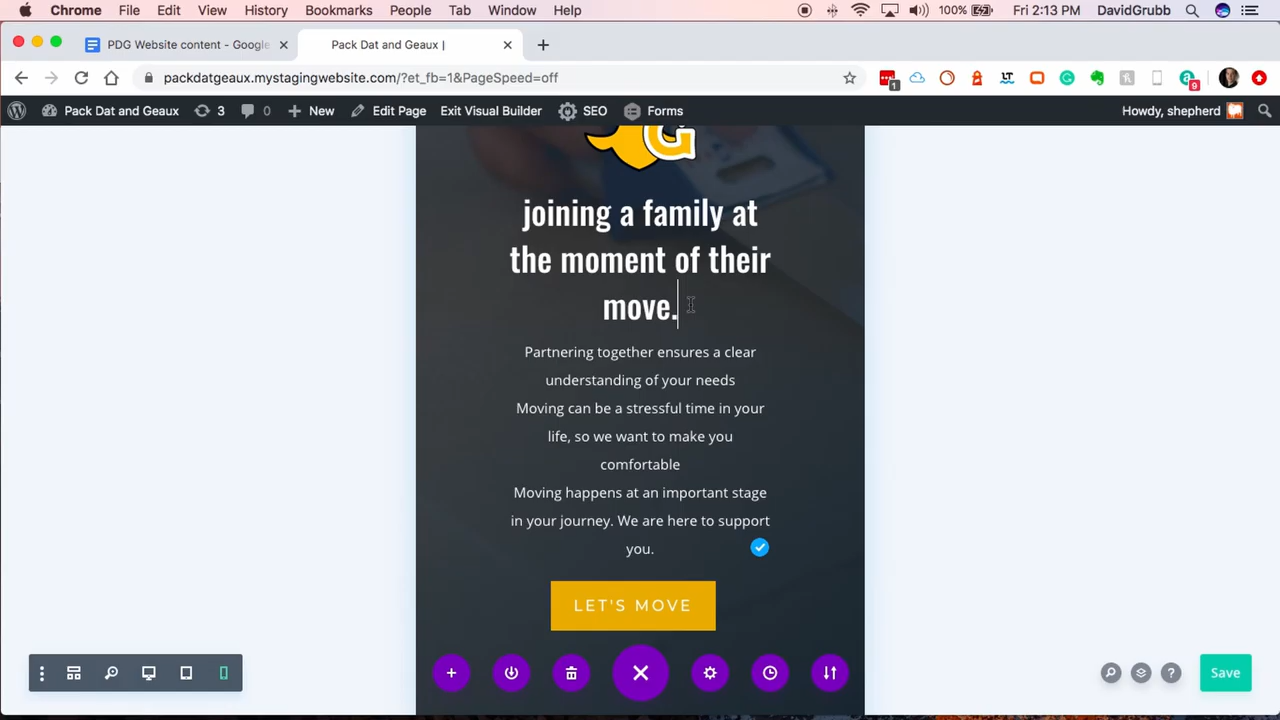 Chrome File Edit View History Bookmarks People Tab Window Help 100% Fri 2:13 PM DavidGrubb
PDG Website content - Google
Pack Dat and Geaux |
packdatgeaux.mystagingwebsite.com/?et_fb=1&PageSpeed=off
1
LT
9
Pack Dat and Geaux 3 0 New Edit Page Exit Visual Builder SEO Forms Howdy, shepherd
G
joining a family at
the moment of their
move.
Partnering together ensures a clear
understanding of your needs
Moving can be a stressful time in your
life, so we want to make you
comfortable
Moving happens at an important stage
in your journey. We are here to support
you.
LET'S MOVE
?
Save